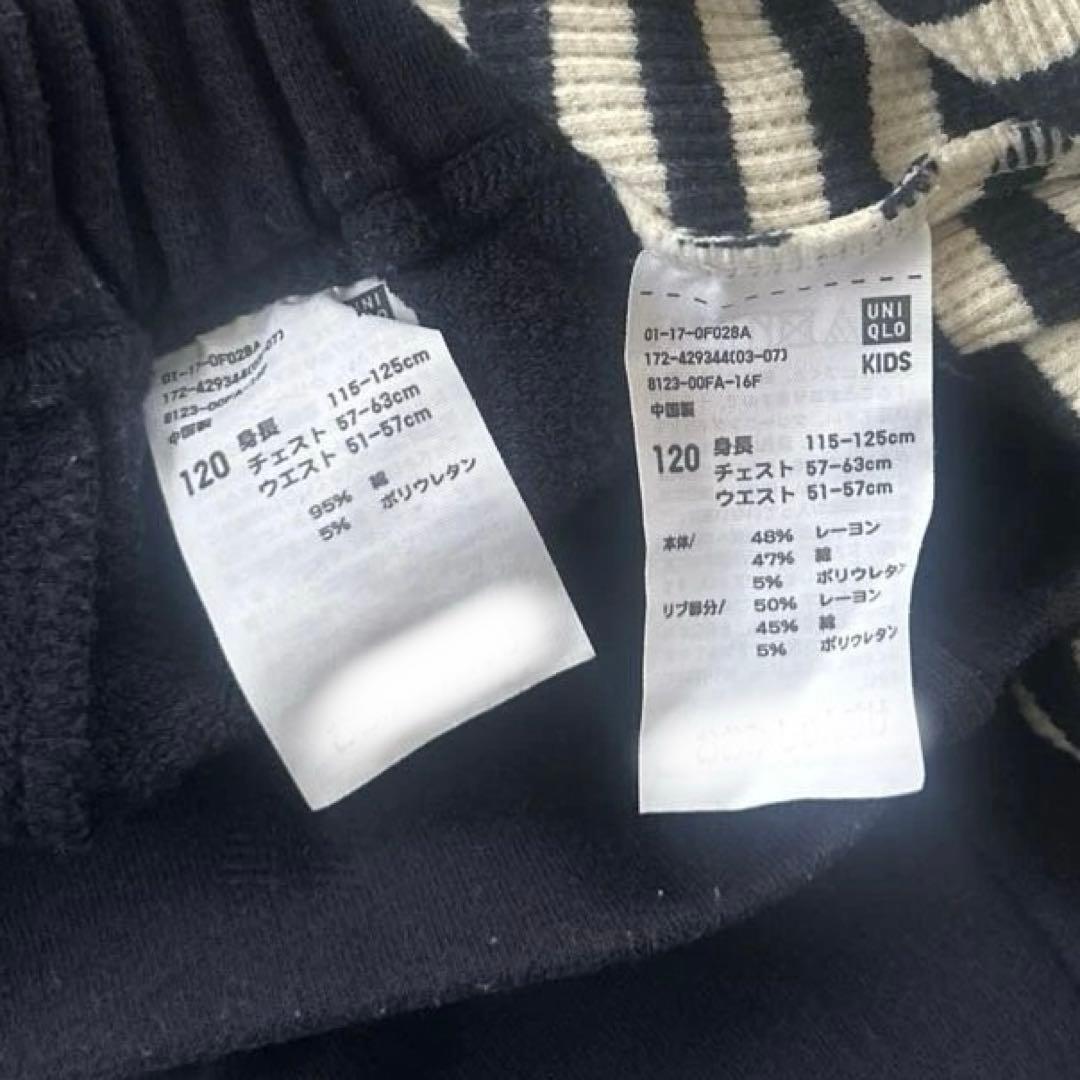 UNI
01-17-0F028A
172-429344(03-07)
8123-00FA
中国製
120 身長 115-125cm
チェスト 57-63cm
ウエスト 51-57cm
95% 綿
5% ポリウレタン
UNI
QLO
KIDS
01-17-0F028A
172-429344(03-07)
8123-00FA-16F
中国製
120 身長 115-125cm
チェスト 57-63cm
ウエスト 51-57cm
本体/ 48% レーヨン
47% 綿
5% ポリウレタン
リブ部分/ 50% レーヨン
45% 綿
5% ポリウレタン